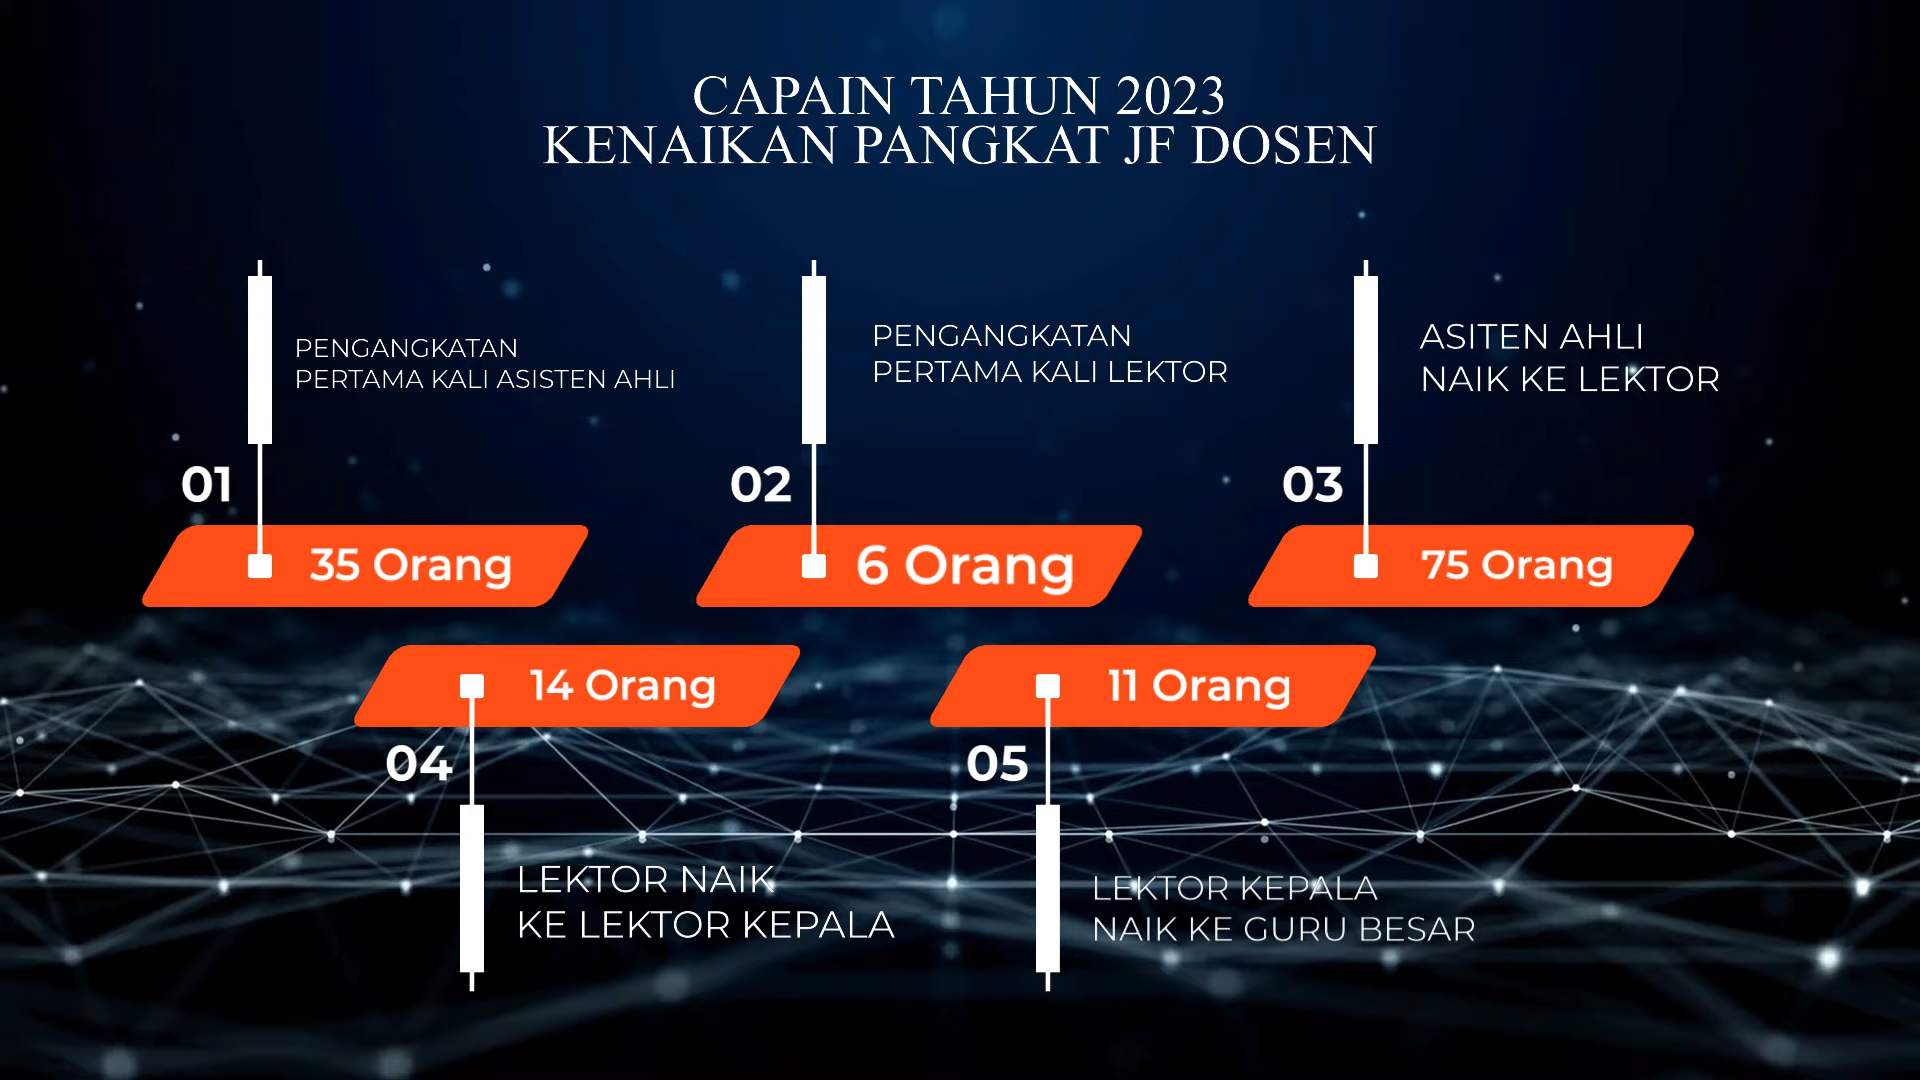 CAPAIN TAHUN 2023
KENAIKAN PANGKAT JF DOSEN
PENGANGKATAN
PERTAMA KALI ASISTEN AHLI
01
35 Orang
PENGANGKATAN
PERTAMA KALI LEKTOR
02
6 Orang
ASITEN AHLI
NAIK KE LEKTOR
03
75 Orang
14 Orang
04
LEKTOR NAIK
KE LEKTOR KEPALA
11 Orang
05
LEKTOR KEPALA
NAIK KE GURU BESAR